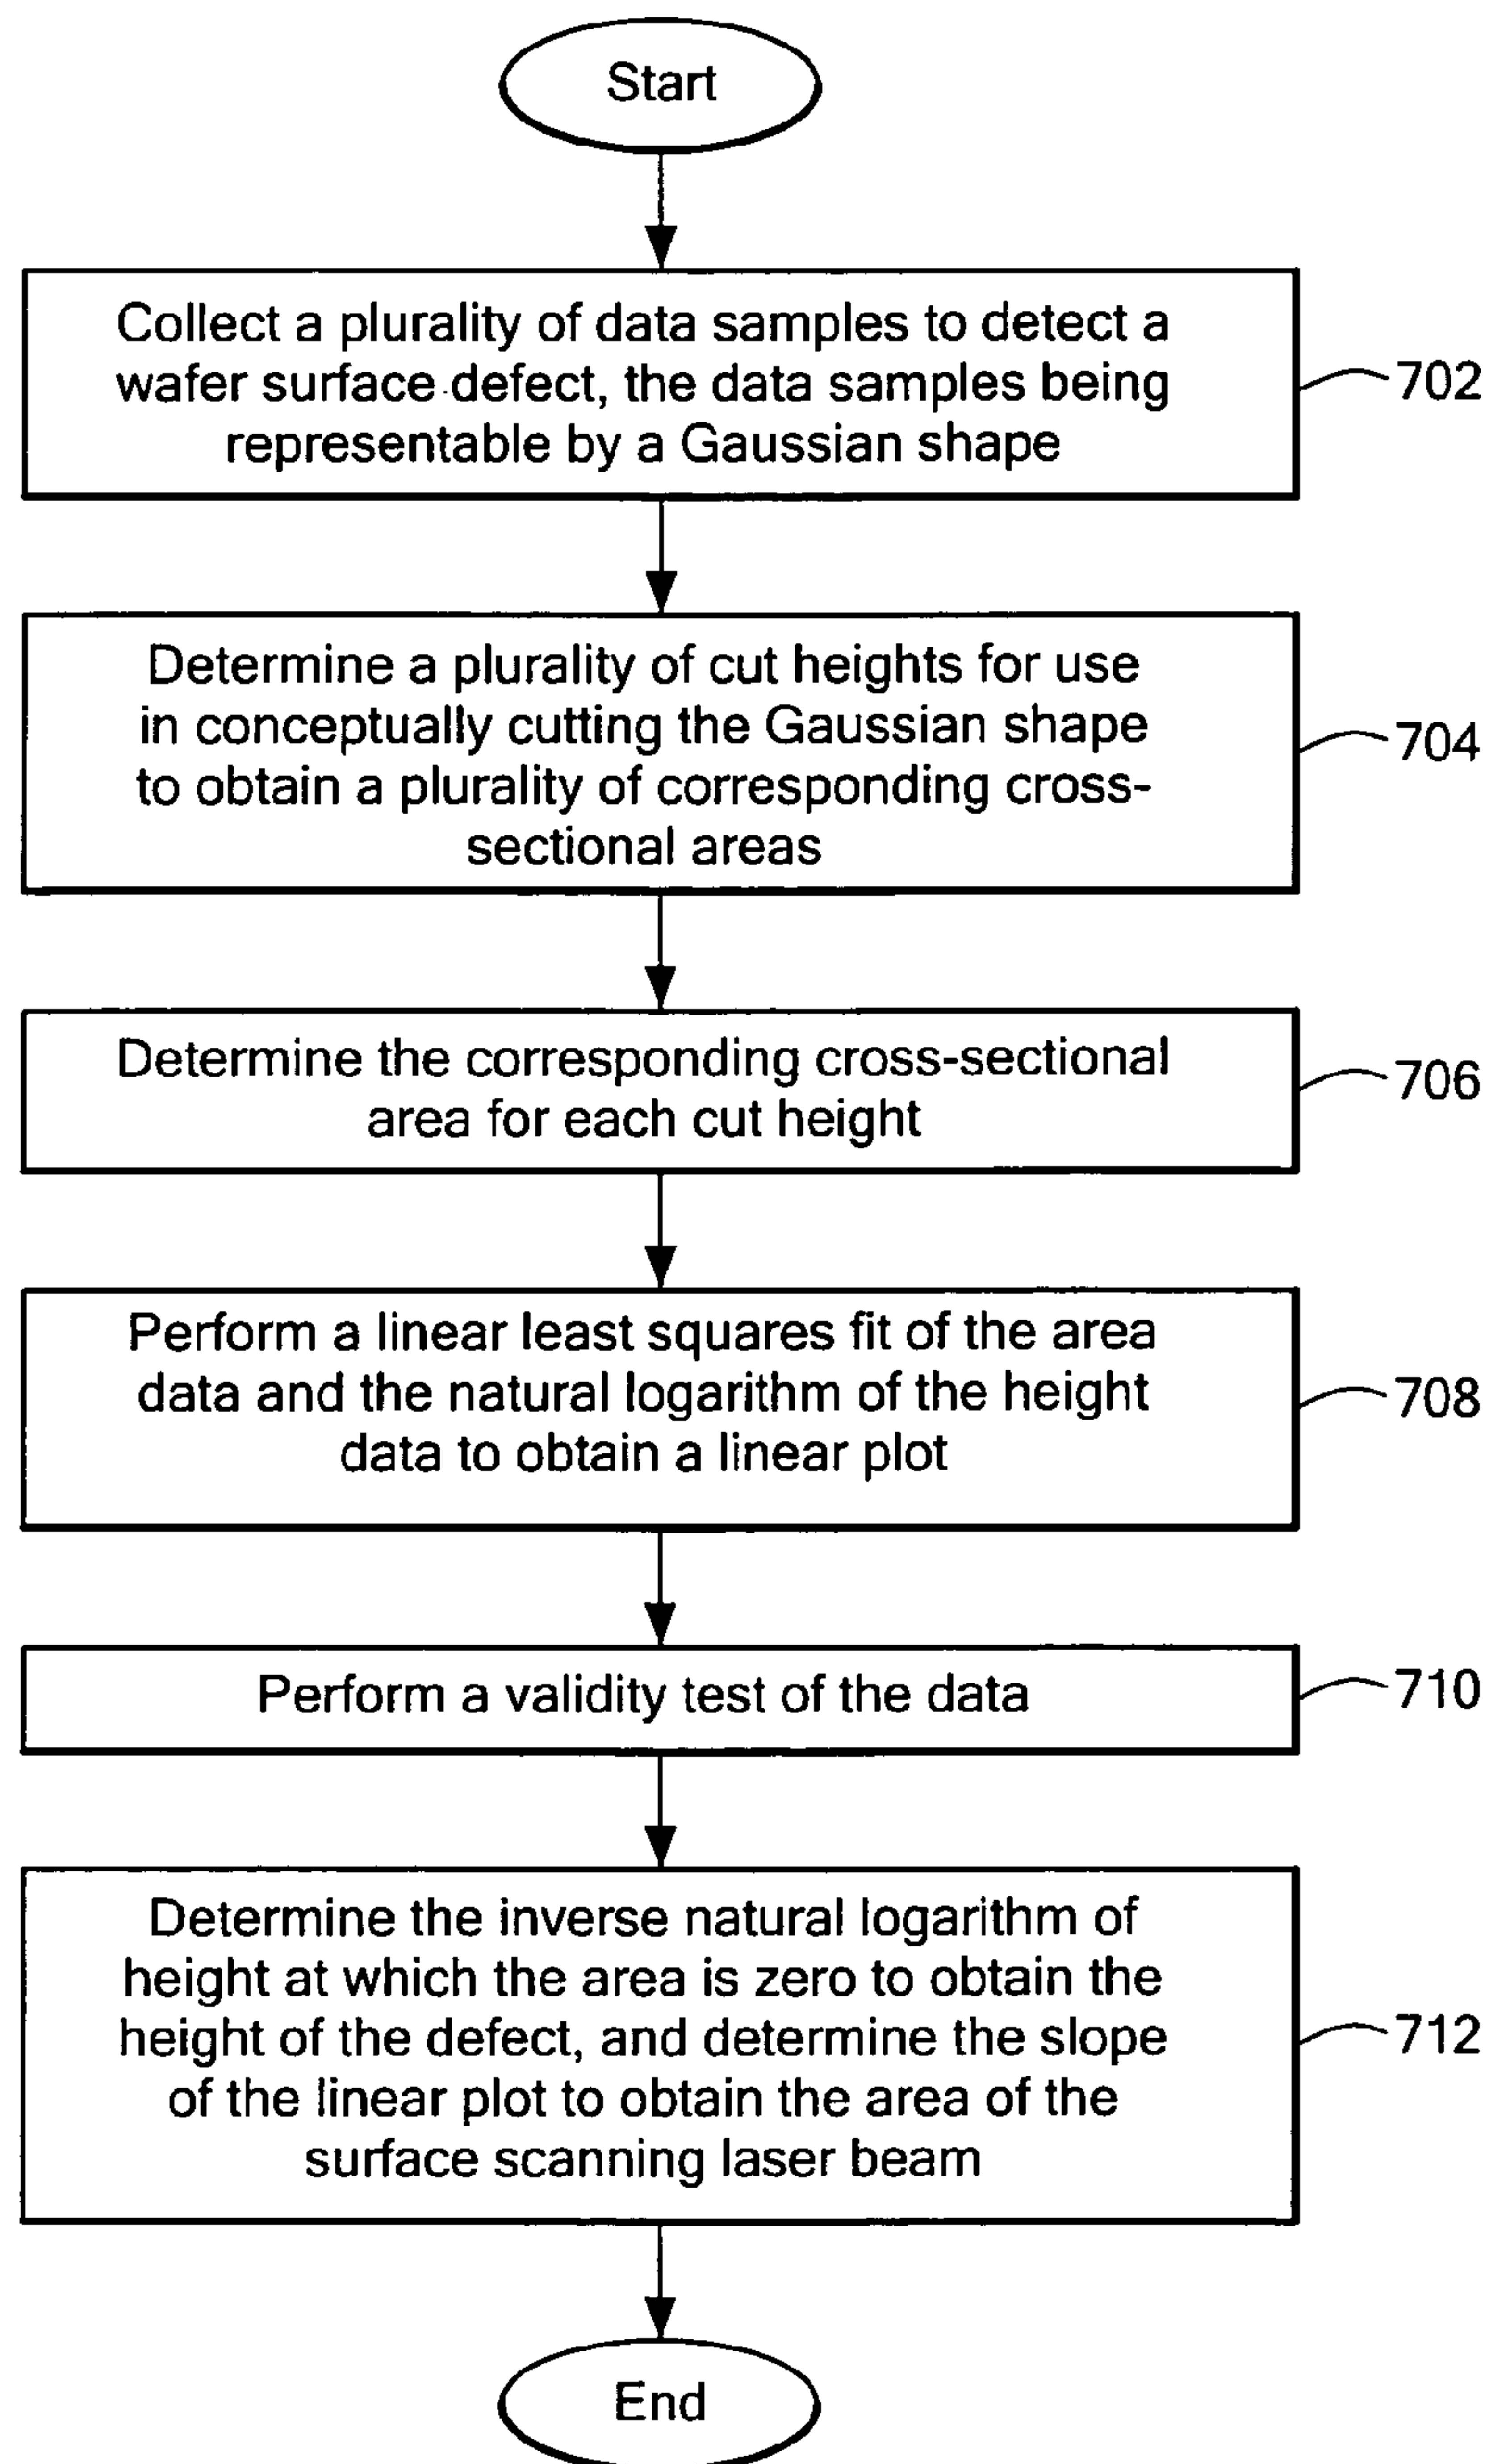 Start
Collect a plurality of data samples to detect a
wafer surface defect, the data samples being
representable by a Gaussian shape
702
Determine a plurality of cut heights for use
in conceptually cutting the Gaussian shape
to obtain a plurality of corresponding cross-
sectional areas
704
Determine the corresponding cross-sectional
area for each cut height
706
Perform a linear least squares fit of the area
data and the natural logarithm of the height
data to obtain a linear plot
708
Perform a validity test of the data
710
Determine the inverse natural logarithm of
height at which the area is zero to obtain the
height of the defect, and determine the slope
of the linear plot to obtain the area of the
surface scanning laser beam
712
End